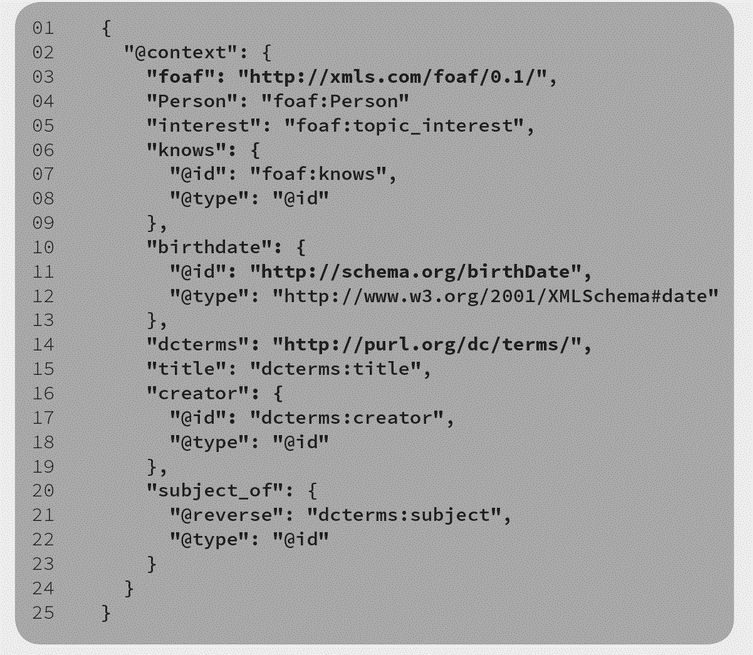 01 {
02 "@context": {
03 "foaf": "http://xmls.com/foaf/0.1/",
04 "Person": "foaf:Person"
05 "interest": "foaf:topic_interest",
06 "knows": {
07 "@id": "foaf:knows",
08 "@type": "@id"
09 },
10 "birthdate": {
11 "@id": "http://schema.org/birthDate",
12 "@type": "http://www.w3.org/2001/XMLSchema#date"
13 },
14 "dcterms": "http://purl.org/dc/terms/",
15 "title": "dcterms:title",
16 "creator": {
17 "@id": "dcterms:creator",
18 "@type": "@id"
19 },
20 "subject_of": {
21 "@reverse": "dcterms:subject",
22 "@type": "@id"
23 }
24 }
25 }